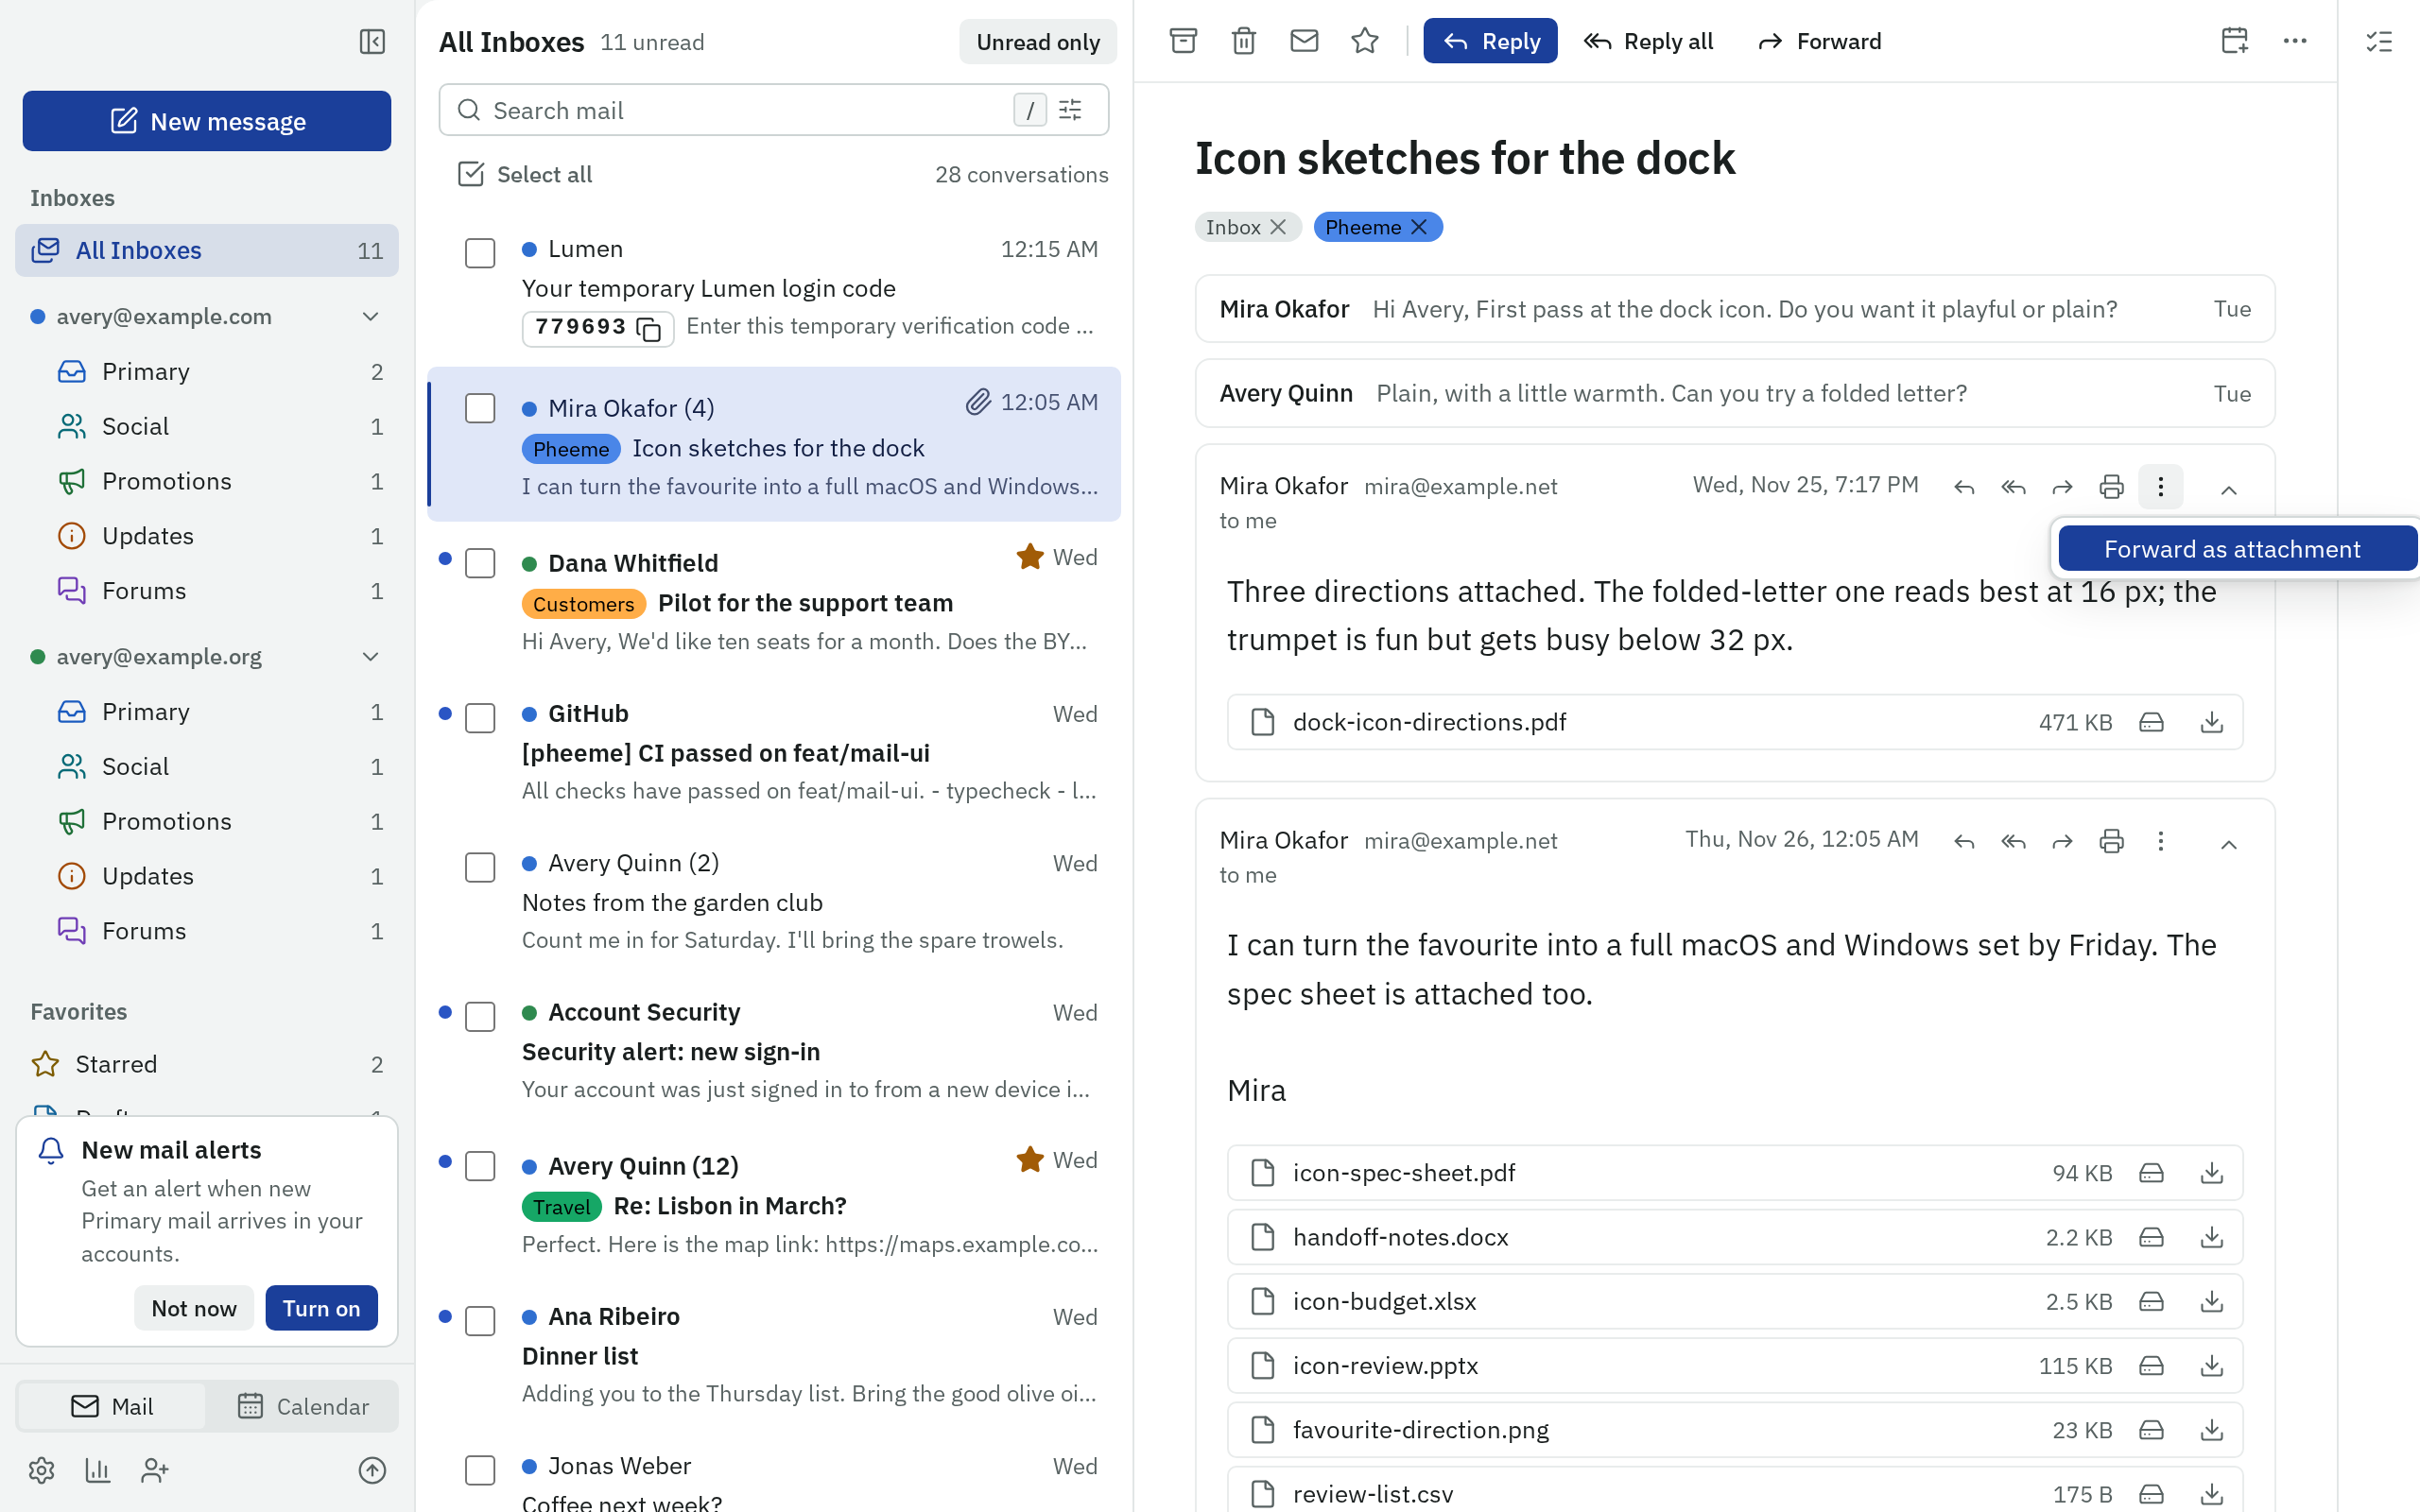 New message
Inboxes
All Inboxes 11
avery@example.com
Primary 2
Social 1
Promotions 1
Updates 1
Forums 1
avery@example.org
Primary 1
Social 1
Promotions 1
Updates 1
Forums 1
Favorites
Starred 2
New mail alerts
Get an alert when new
Primary mail arrives in your
accounts.
Not now Turn on
Mail Calendar
All Inboxes 11 unread Unread only
Search mail /
Select all 28 conversations
Lumen 12:15 AM
Your temporary Lumen login code
779693 Enter this temporary verification code ...
Mira Okafor (4) 12:05 AM
Pheeme Icon sketches for the dock
I can turn the favourite into a full macOS and Windows...
Dana Whitfield Wed
Customers Pilot for the support team
Hi Avery, We'd like ten seats for a month. Does the BY...
GitHub Wed
[pheeme] CI passed on feat/mail-ui
All checks have passed on feat/mail-ui. - typecheck - l...
Avery Quinn (2) Wed
Notes from the garden club
Count me in for Saturday. I'll bring the spare trowels.
Account Security Wed
Security alert: new sign-in
Your account was just signed in to from a new device i...
Avery Quinn (12) Wed
Travel Re: Lisbon in March?
Perfect. Here is the map link: https://maps.example.co...
Ana Ribeiro Wed
Dinner list
Adding you to the Thursday list. Bring the good olive oi...
Jonas Weber Wed
Coffee next week?
Reply Reply all Forward
Icon sketches for the dock
Inbox Pheeme
Mira Okafor Hi Avery, First pass at the dock icon. Do you want it playful or plain? Tue
Avery Quinn Plain, with a little warmth. Can you try a folded letter? Tue
Mira Okafor mira@example.net Wed, Nov 25, 7:17 PM
to me
Forward as attachment
Three directions attached. The folded-letter one reads best at 16 px; the
trumpet is fun but gets busy below 32 px.
dock-icon-directions.pdf 471 KB
Mira Okafor mira@example.net Thu, Nov 26, 12:05 AM
to me
I can turn the favourite into a full macOS and Windows set by Friday. The
spec sheet is attached too.
Mira
icon-spec-sheet.pdf 94 KB
handoff-notes.docx 2.2 KB
icon-budget.xlsx 2.5 KB
icon-review.pptx 115 KB
favourite-direction.png 23 KB
review-list.csv 175 B